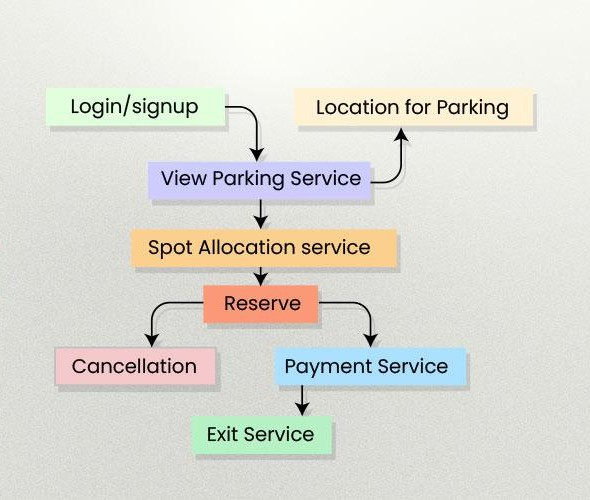 Login/signup
Location for Parking
View Parking Service
Spot Allocation service
Reserve
Cancellation
Payment Service
Exit Service